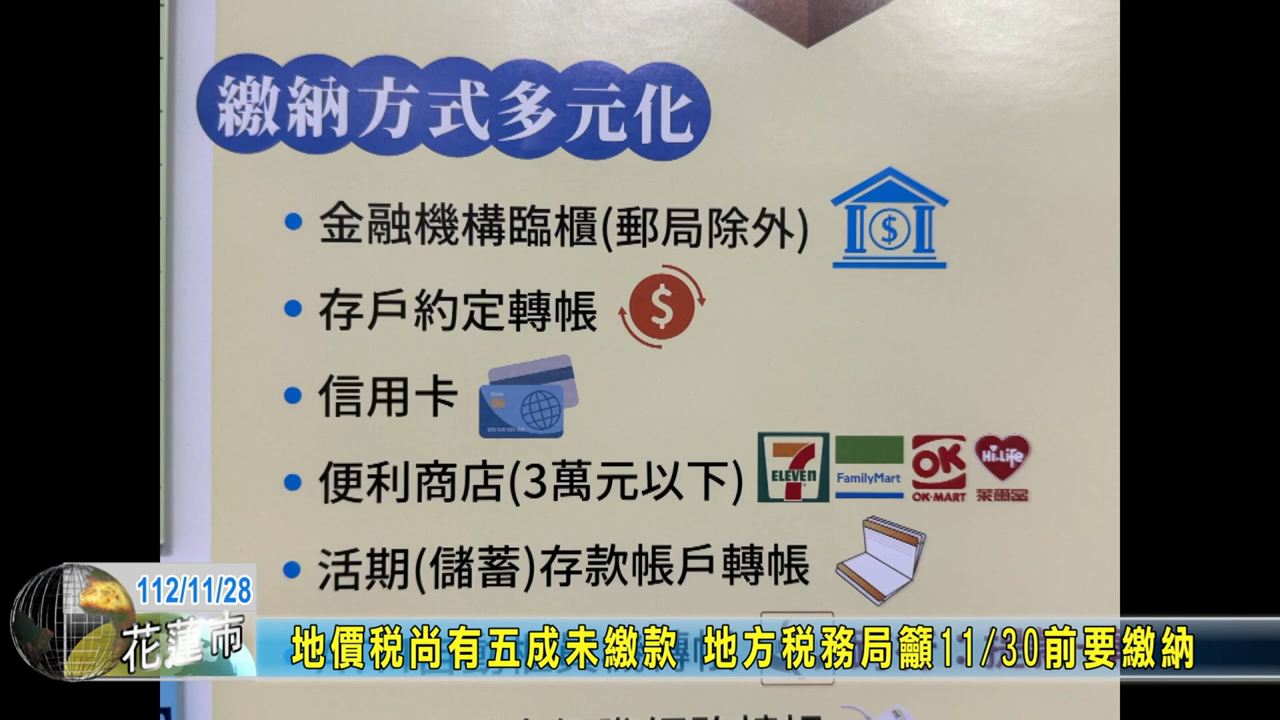 繳納方式多元化
金融機構臨櫃(郵局除外)
存戶約定轉帳
信用卡
便利商店(3萬元以下)
7 ELEVEN
FamilyMart
OK
OK·MART
Hi-Life
萊爾富
活期(儲蓄)存款帳戶轉帳
112/11/28
花蓮市
地價稅尚有五成未繳款 地方稅務局籲11/30前要繳納